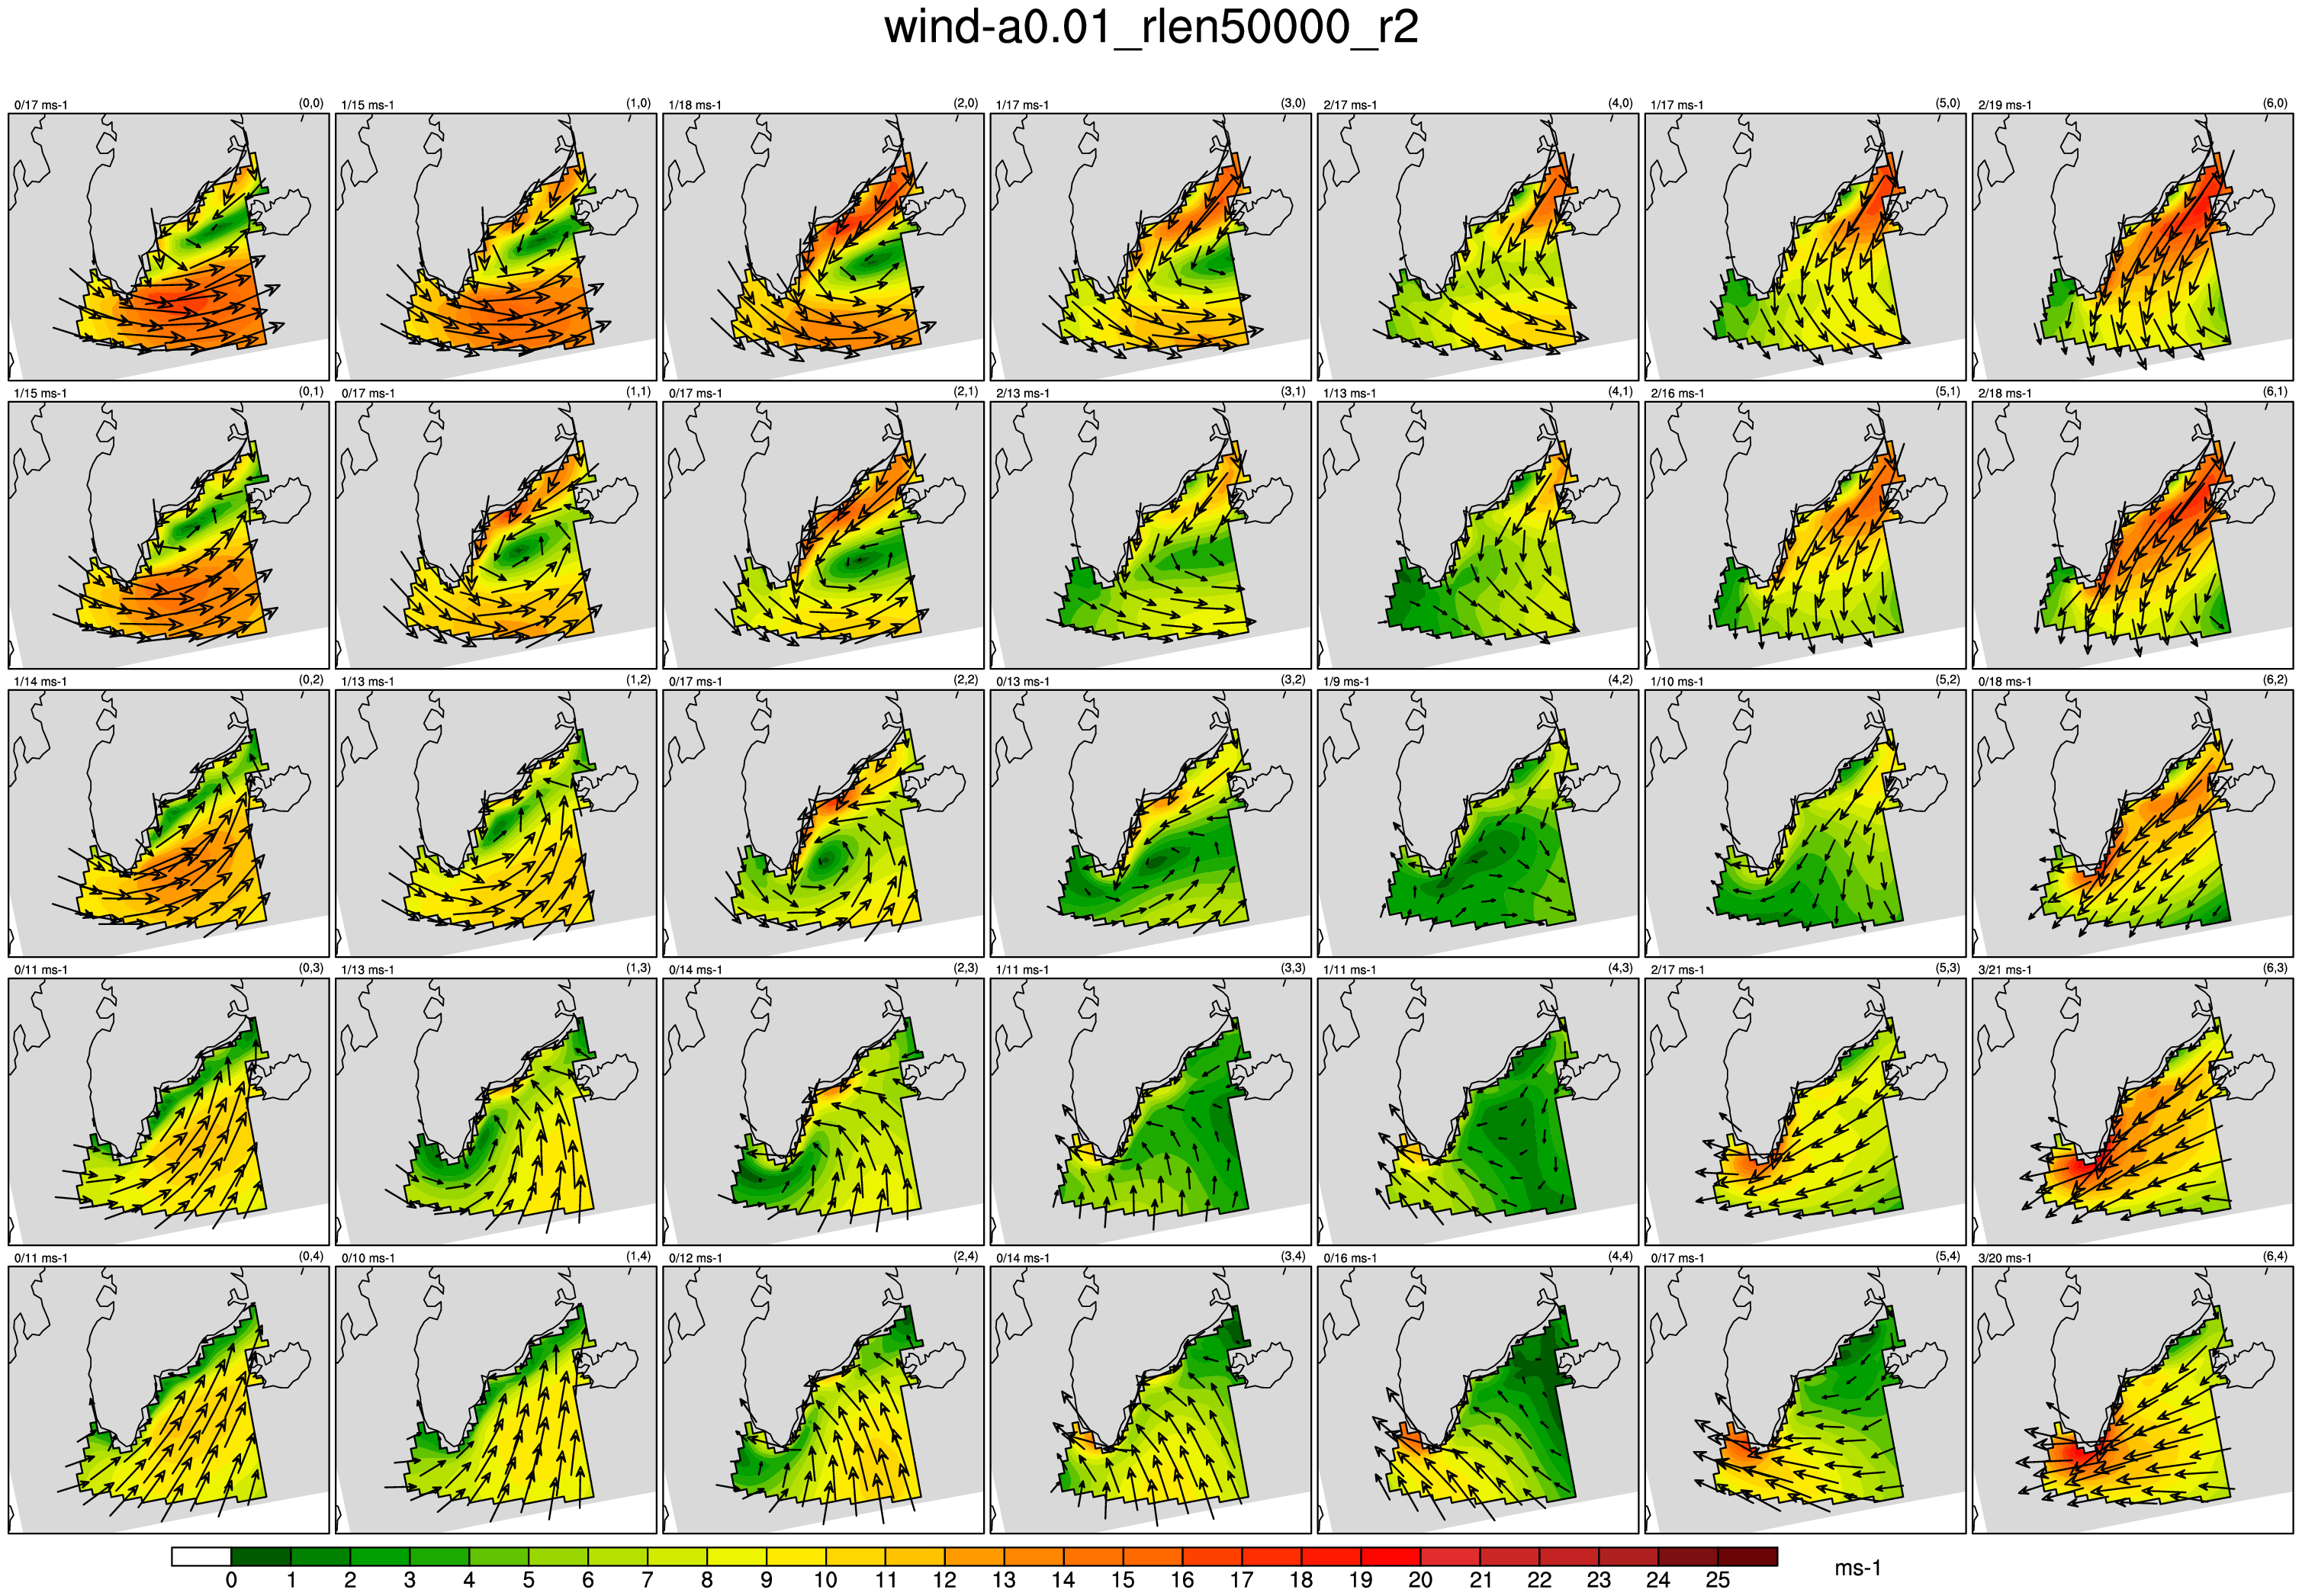 wind-a0.01_rlen50000_r2
0/17 ms-1 (0,0) 1/15 ms-1 (1,0) 1/18 ms-1 (2,0) 1/17 ms-1 (3,0) 2/17 ms-1 (4,0) 1/17 ms-1 (5,0) 2/19 ms-1 (6,0)
1/15 ms-1 (0,1) 0/17 ms-1 (1,1) 0/17 ms-1 (2,1) 2/13 ms-1 (3,1) 1/13 ms-1 (4,1) 2/16 ms-1 (5,1) 2/18 ms-1 (6,1)
1/14 ms-1 (0,2) 1/13 ms-1 (1,2) 0/17 ms-1 (2,2) 0/13 ms-1 (3,2) 1/9 ms-1 (4,2) 1/10 ms-1 (5,2) 0/18 ms-1 (6,2)
0/11 ms-1 (0,3) 1/13 ms-1 (1,3) 0/14 ms-1 (2,3) 1/11 ms-1 (3,3) 1/11 ms-1 (4,3) 2/17 ms-1 (5,3) 3/21 ms-1 (6,3)
0/11 ms-1 (0,4) 0/10 ms-1 (1,4) 0/12 ms-1 (2,4) 0/14 ms-1 (3,4) 0/16 ms-1 (4,4) 0/17 ms-1 (5,4) 3/20 ms-1 (6,4)
0 1 2 3 4 5 6 7 8 9 10 11 12 13 14 15 16 17 18 19 20 21 22 23 24 25 ms-1